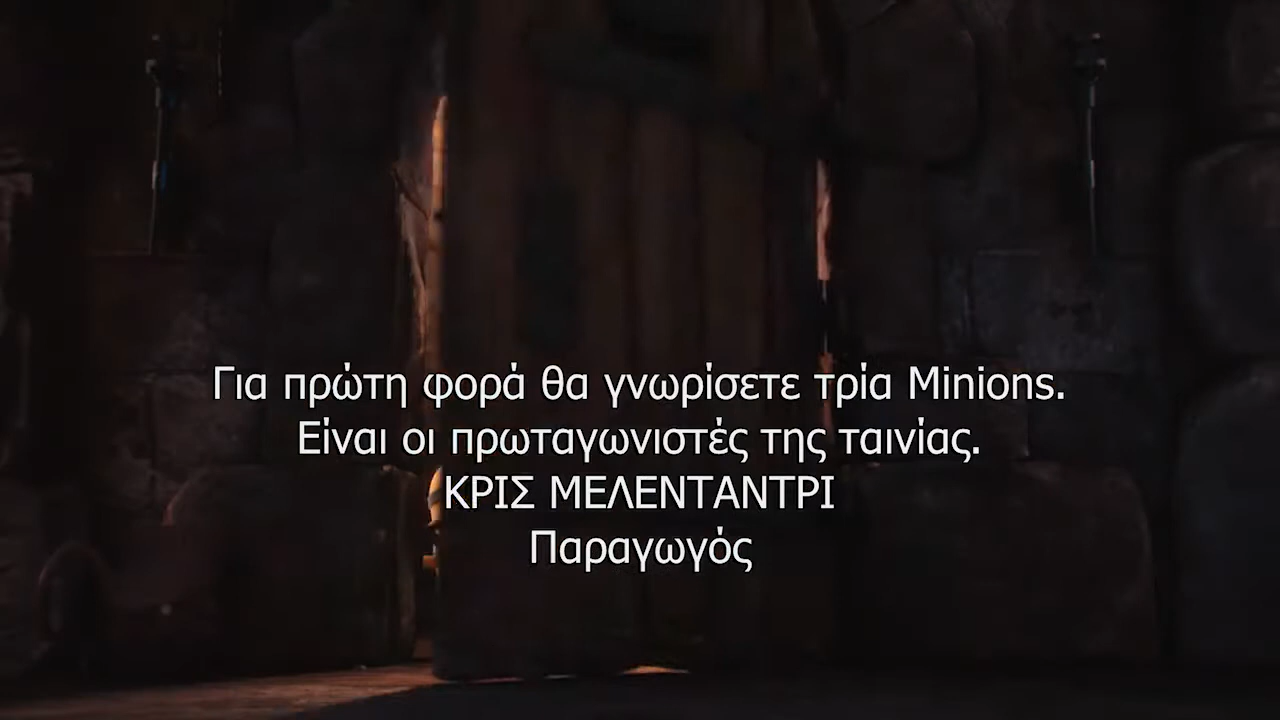 Για πρώτη φορά θα γνωρίσετε τρία Minions.
Είναι οι πρωταγωνιστές της ταινίας.
ΚΡΙΣ ΜΕΛΕΝΤΑΝΤΡΙ
Παραγωγός